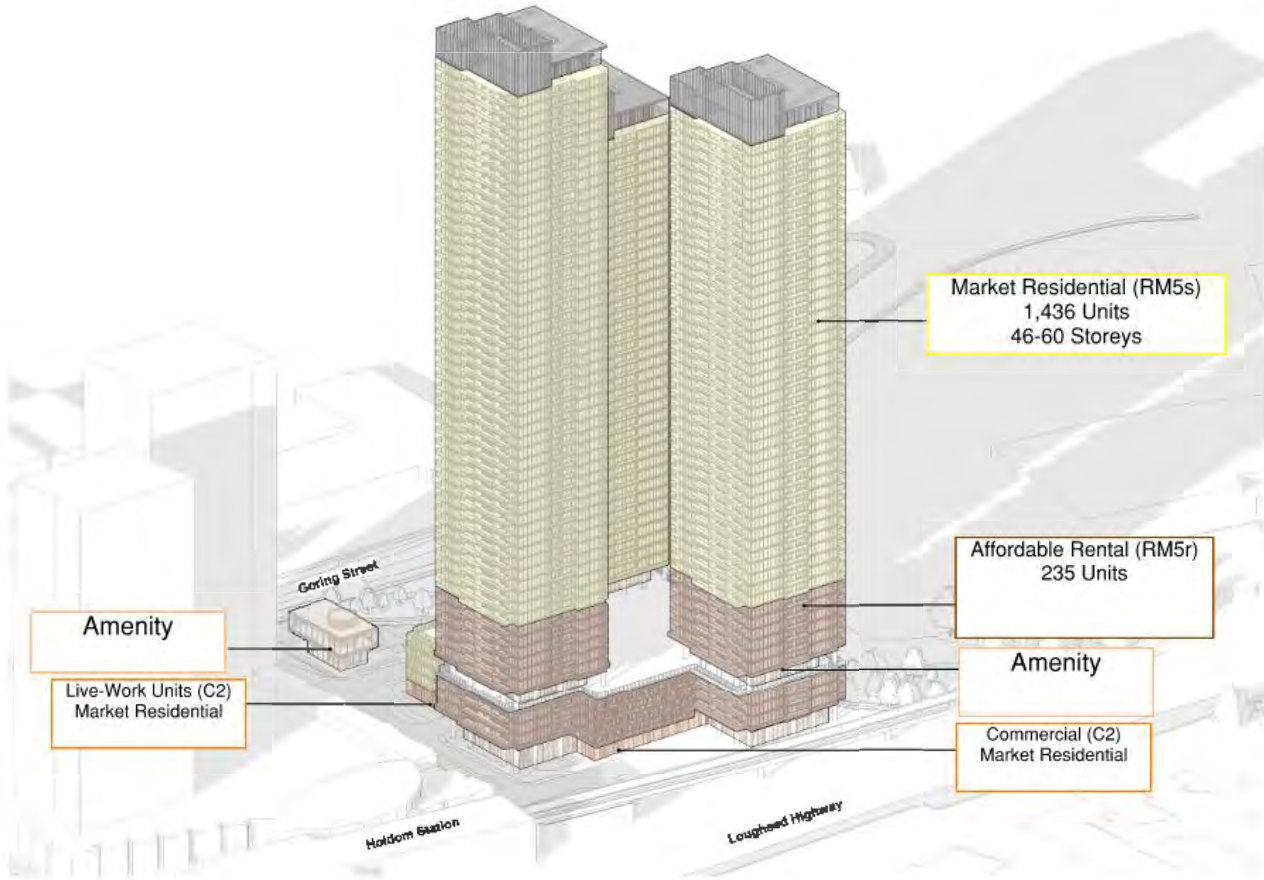 Market Residential (RM5s)
1,436 Units
46-60 Storeys
Affordable Rental (RM5r)
235 Units
Goring Street
Amenity
Amenity
Live-Work Units (C2)
Market Residential
Commercial (C2)
Market Residential
Holdom Station
Lougheed Highway